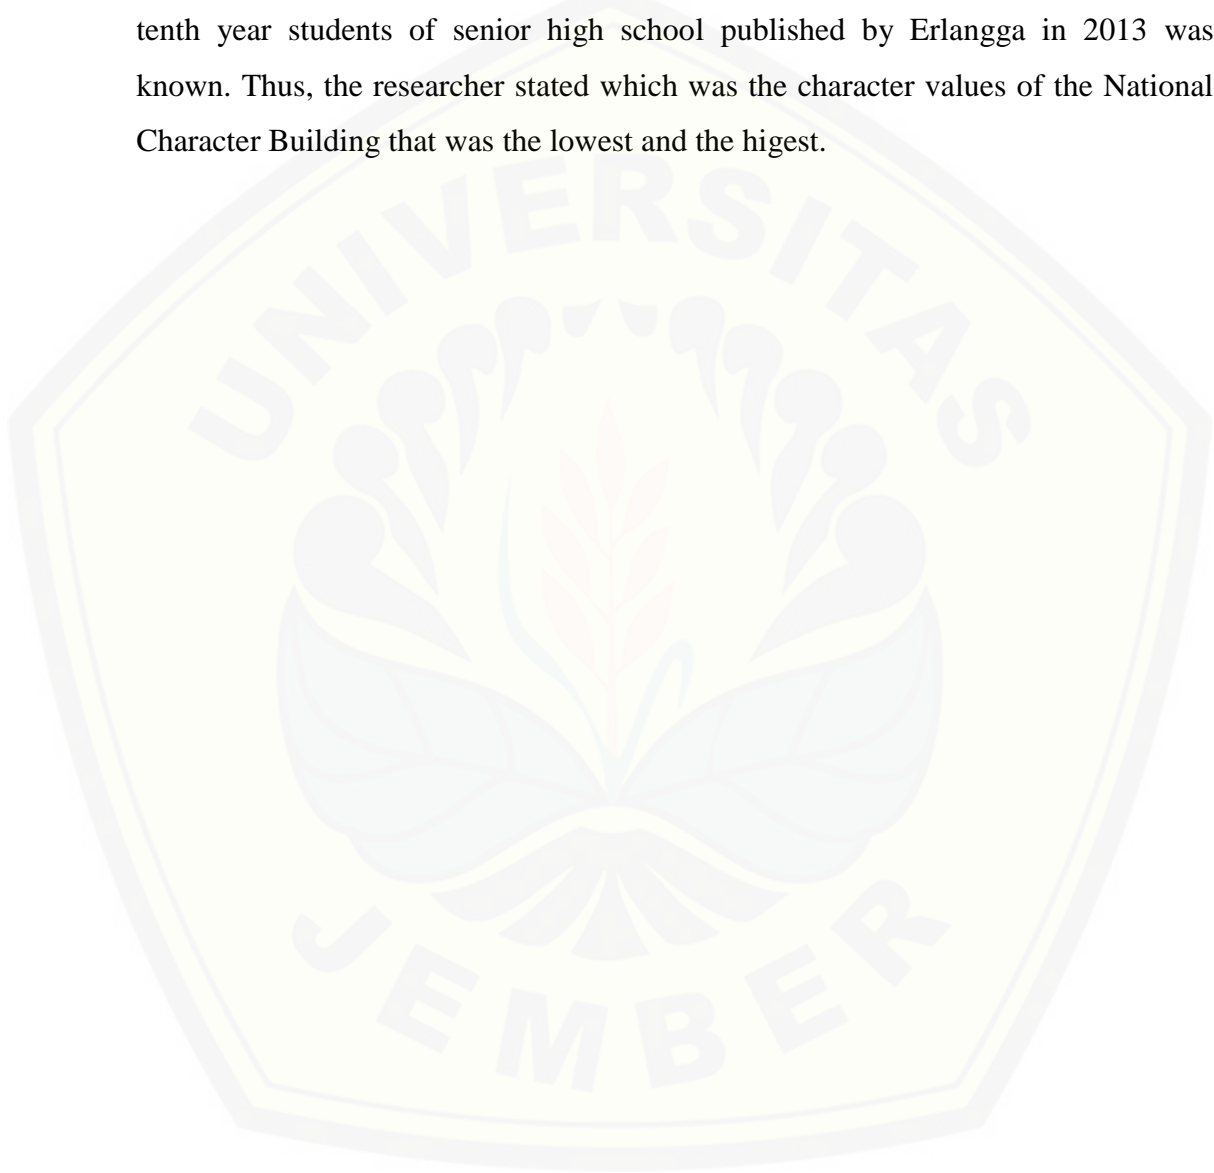 tenth year students of senior high school published by Erlangga in 2013 was
known. Thus, the researcher stated which was the character values of the National
Character Building that was the lowest and the higest.
UNIVERSITAS
JEMBER